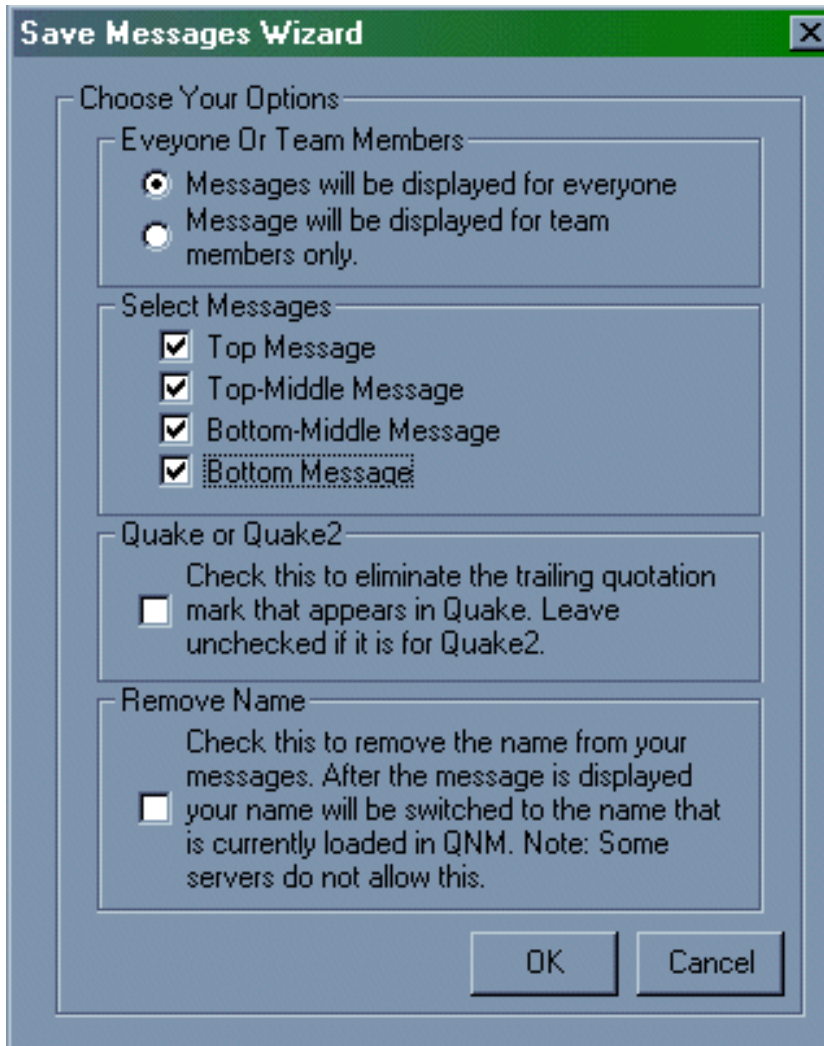 Save Messages Wizard
Choose Your Options
Eveyone Or Team Members
Messages will be displayed for everyone
Message will be displayed for team
members only.
Select Messages
Top Message
Top-Middle Message
Bottom-Middle Message
Bottom Message
Quake or Quake2
Check this to eliminate the trailing quotation
mark that appears in Quake. Leave
unchecked if it is for Quake2.
Remove Name
Check this to remove the name from your
messages. After the message is displayed
your name will be switched to the name that
is currently loaded in QNM. Note: Some
servers do not allow this.
OK
Cancel